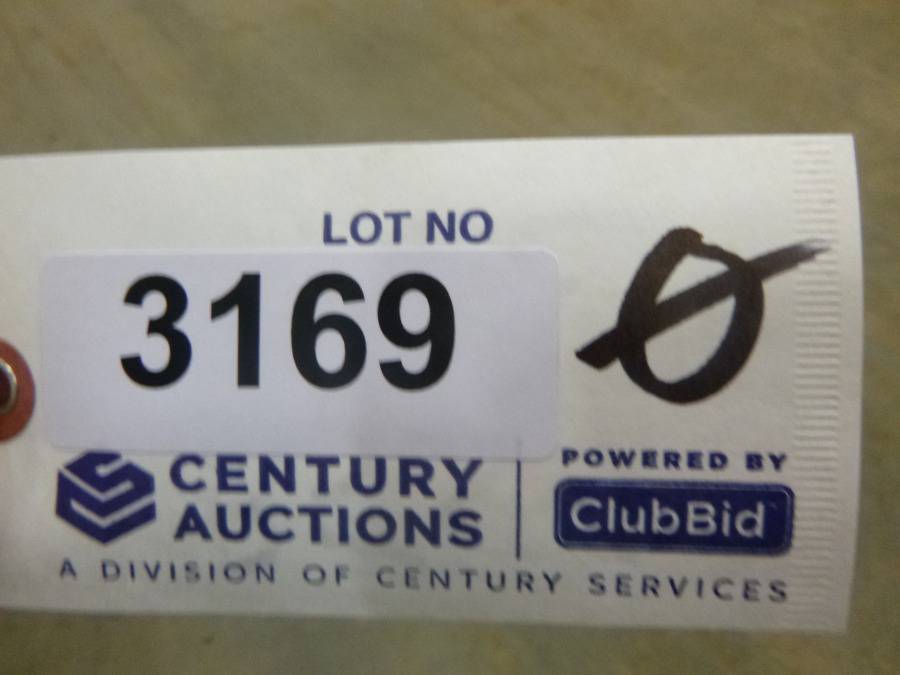 LOT NO
3169
Ø
CENTURY
AUCTIONS
POWERED BY
ClubBid
A DIVISION OF CENTURY SERVICES